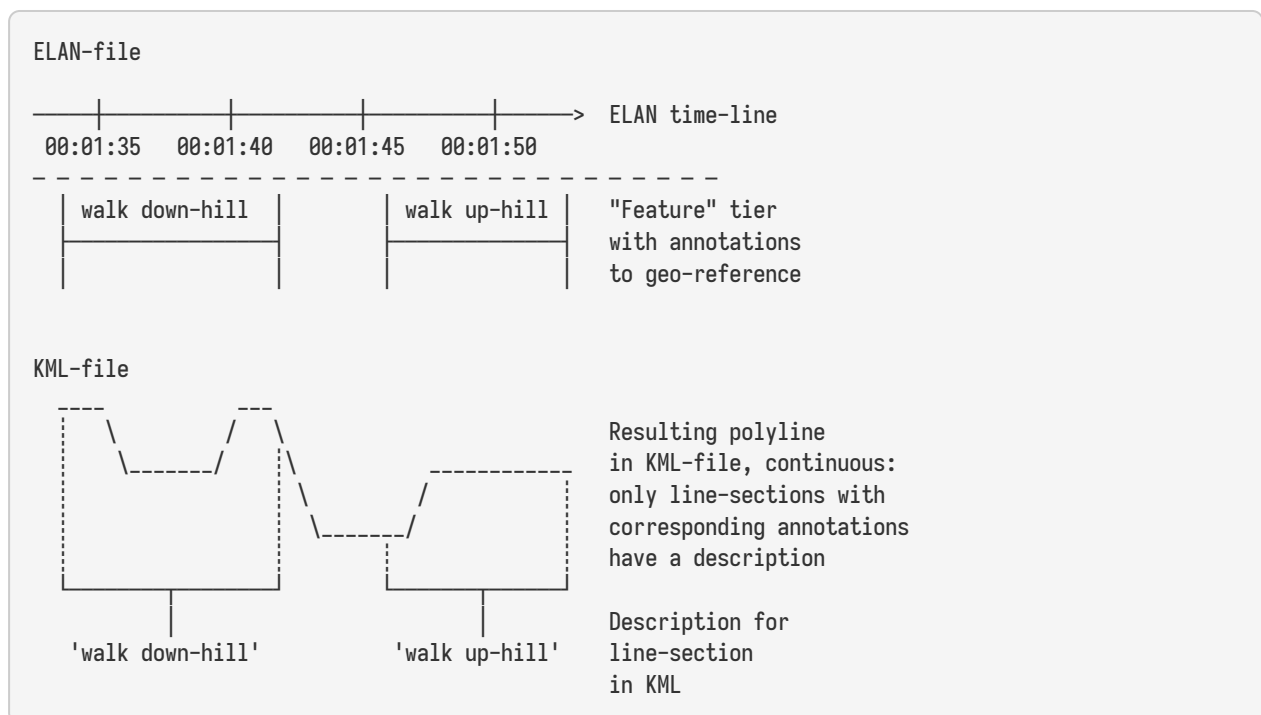 ELAN-file
ELAN time-line
00:01:35 00:01:40 00:01:45 00:01:50
walk down-hill walk up-hill "Feature" tier
with annotations
to geo-reference
KML-file
Resulting polyline
in KML-file, continuous:
only line-sections with
corresponding annotations
have a description
Description for
'walk down-hill' 'walk up-hill' line-section
in KML